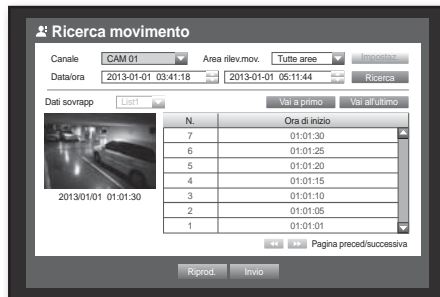 Ricerca movimento
Canale CAM 01 Area rilev.mov. Tutte aree Impostaz.
Data/ora 2013-01-01 03:41:18 2013-01-01 05:11:44 Ricerca
Dati sovrapp List1 Vai a primo Vai all'ultimo
N. Ora di inizio
7 01:01:30
6 01:01:25
5 01:01:20
4 01:01:15
3 01:01:10
2 01:01:05
1 01:01:01
2013/01/01 01:01:30
Pagina preced/successiva
Riprod. Invio